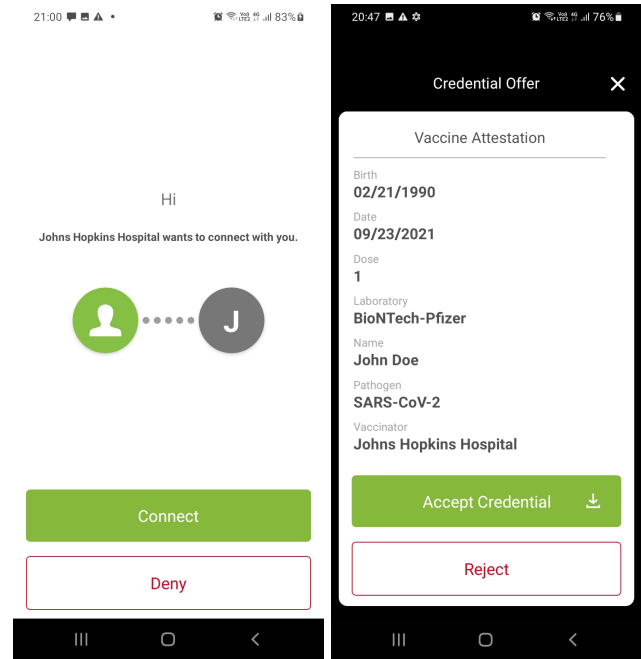 21:00
83%
Hi
Johns Hopkins Hospital wants to connect with you.
J
Connect
Deny
20:47
76%
Credential Offer
Vaccine Attestation
Birth
02/21/1990
Date
09/23/2021
Dose
1
Laboratory
BioNTech-Pfizer
Name
John Doe
Pathogen
SARS-CoV-2
Vaccinator
Johns Hopkins Hospital
Accept Credential
Reject